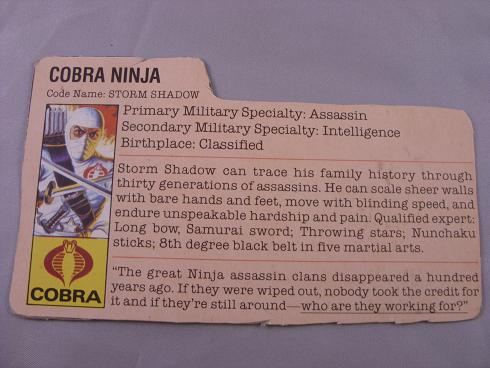 COBRA NINJA
Code Name: STORM SHADOW
Primary Military Specialty: Assassin
Secondary Military Specialty: Intelligence
Birthplace: Classified
Storm Shadow can trace his family history through
thirty generations of assassins. He can scale sheer walls
with bare hands and feet, move with blinding speed, and
endure unspeakable hardship and pain. Qualified expert:
Long bow, Samurai sword; Throwing stars; Nunchaku
sticks; 8th degree black belt in five martial arts.
"The great Ninja assassin clans disappeared a hundred
years ago. If they were wiped out, nobody took the credit for
it and if they're still around—who are they working for?"
COBRA